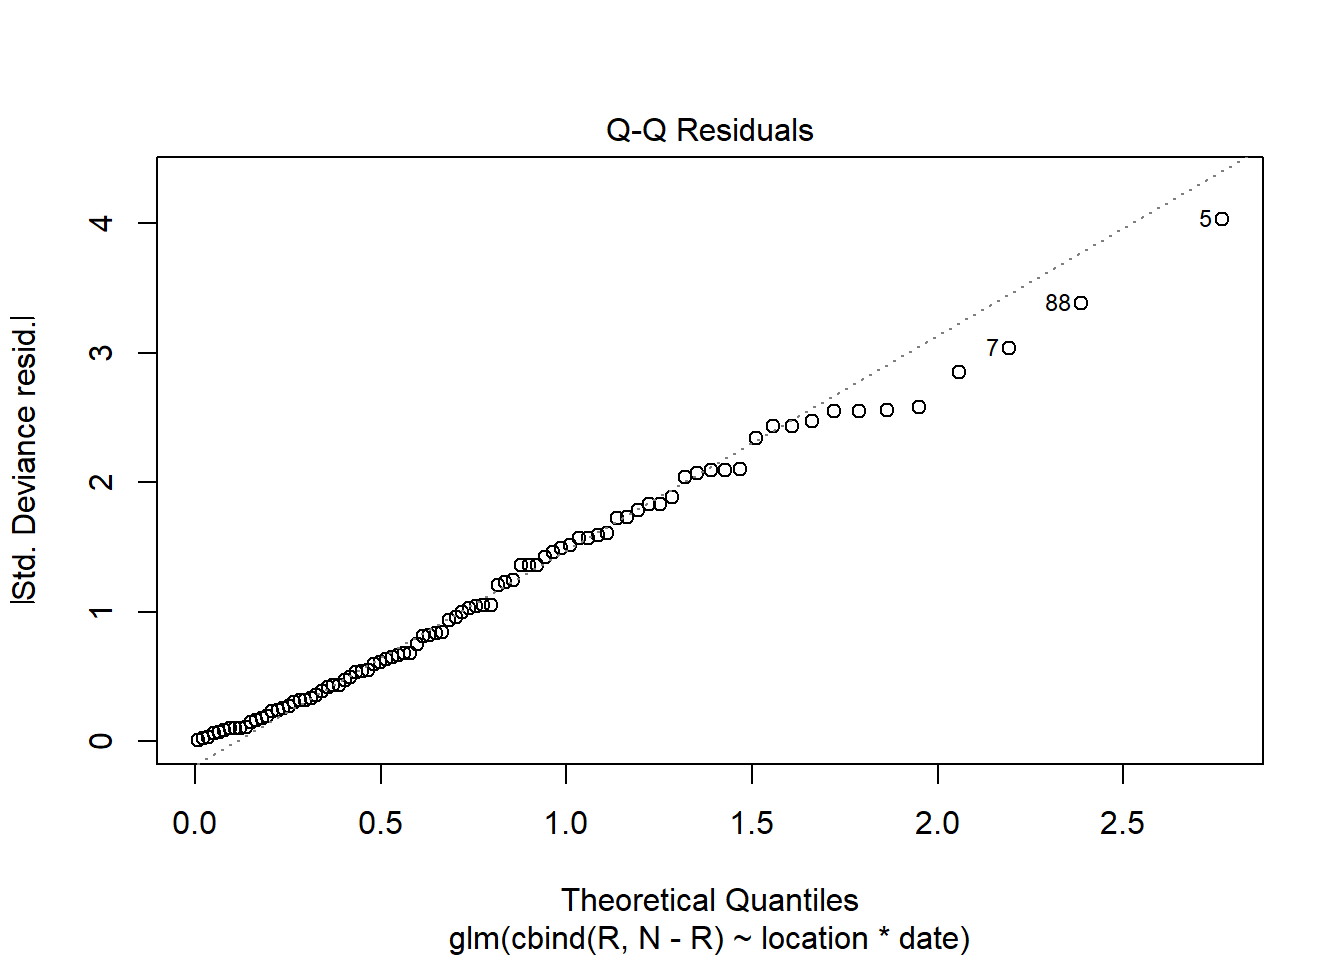 Q-Q Residuals
|Std. Deviance resid.|
4
3
2
1
0
5
88
7
0.0 0.5 1.0 1.5 2.0 2.5
Theoretical Quantiles
glm(cbind(R, N - R) ~ location * date)